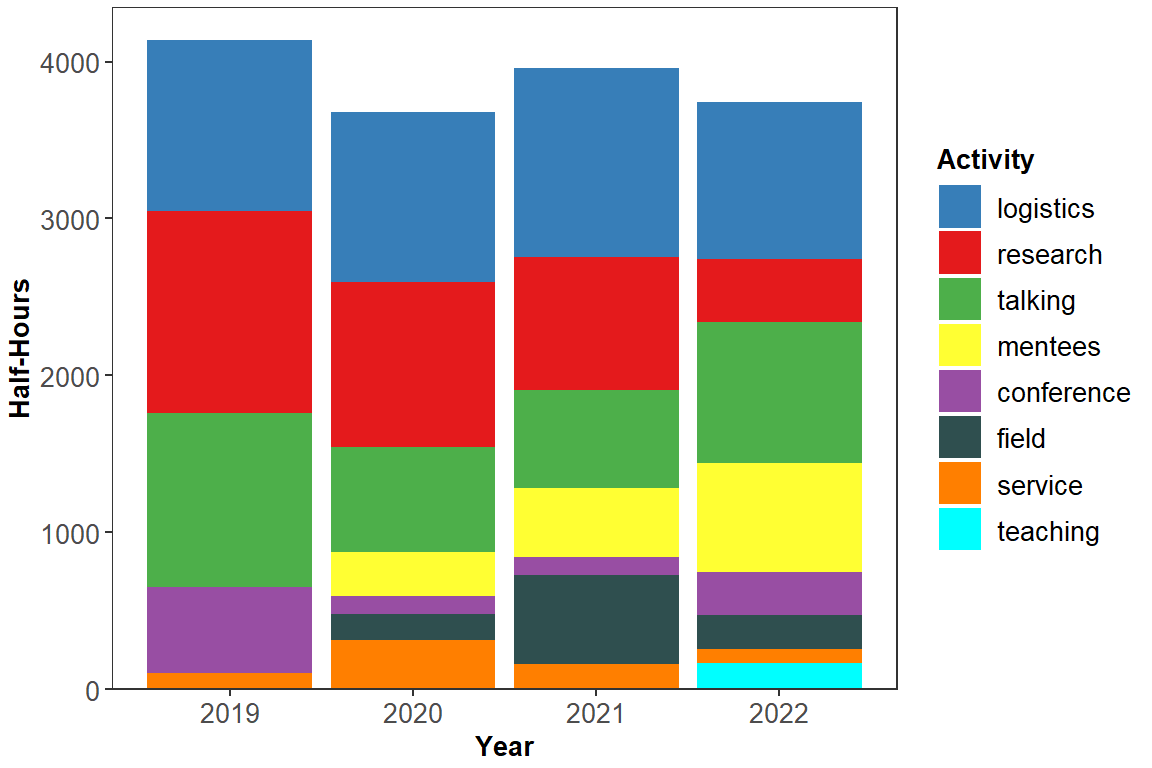 4000
3000
2000
1000
0
Half-Hours
2019 2020 2021 2022
Year
Activity
logistics
research
talking
mentees
conference
field
service
teaching